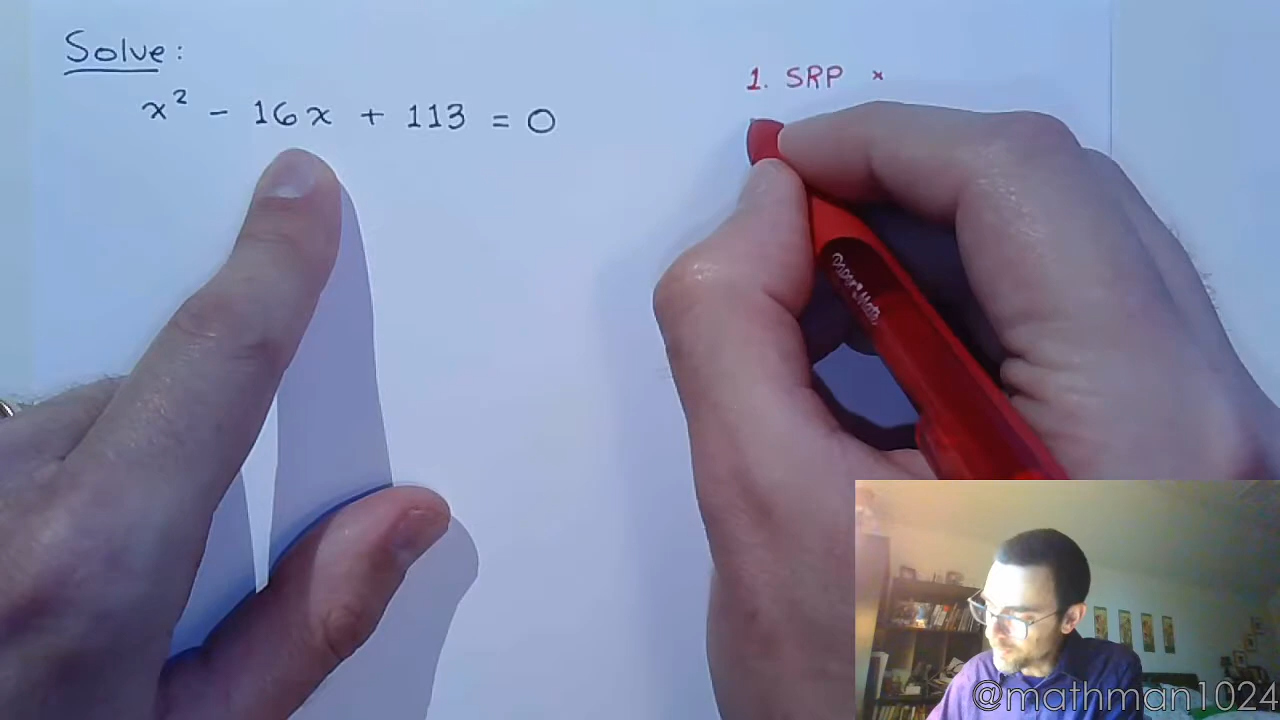 Solve:
x² - 16x + 113 = 0
1. SRP ×
Paper Mate
@mathman1024